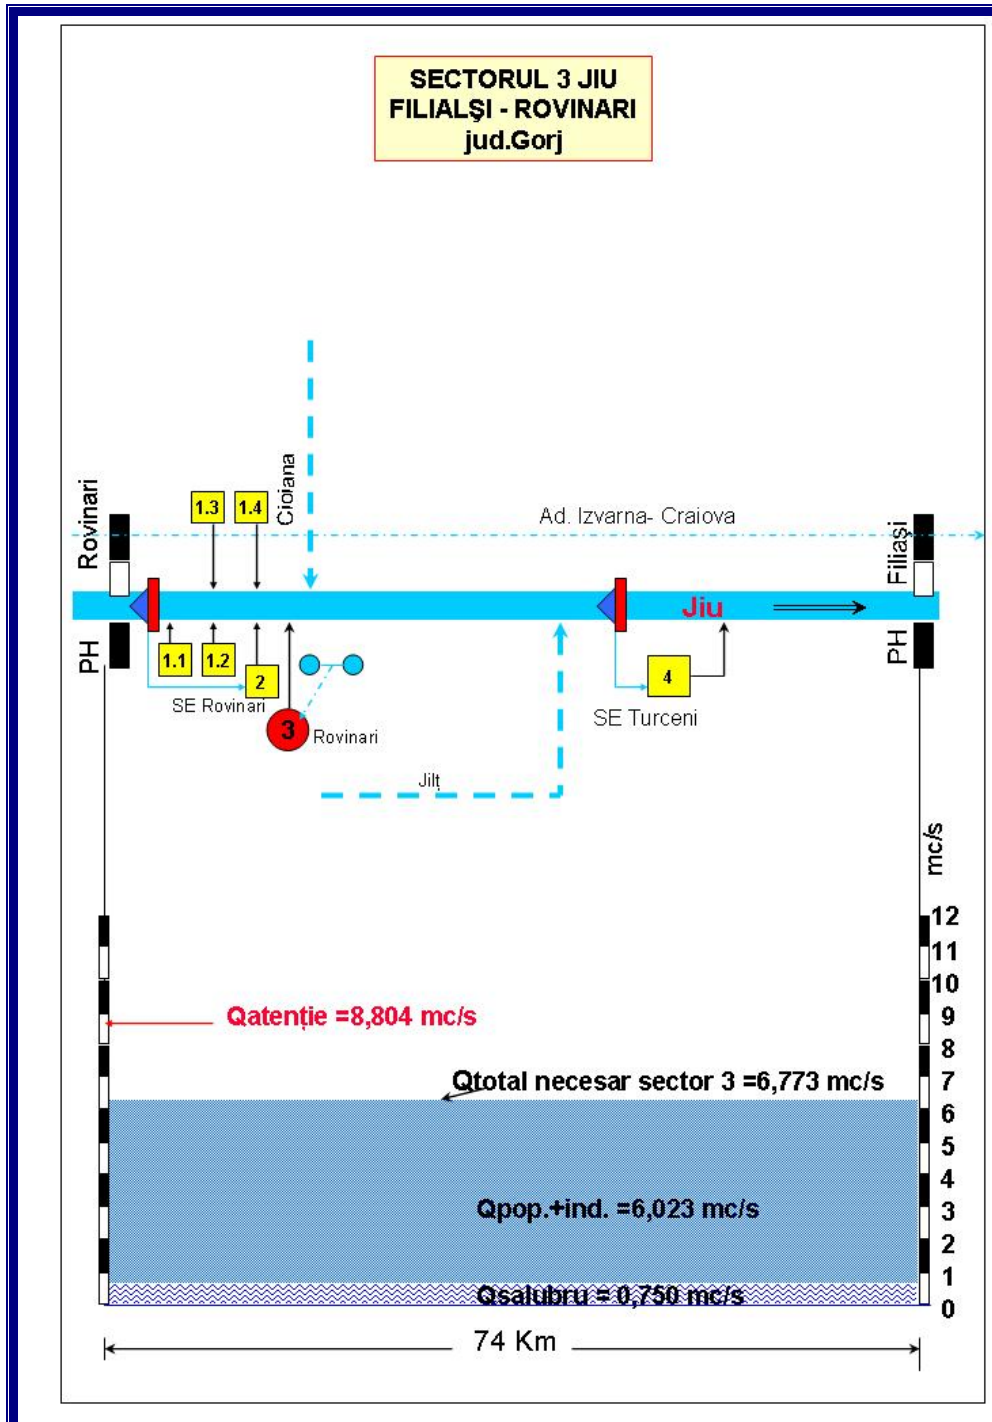 SECTORUL 3 JIU
FILIALŞI - ROVINARI
jud.Gorj
Rovinari
1.3
1.4
Cioiana
Ad. Izvarna- Craiova
Filiaşi
Jiu
PH
1.1
1.2
2
SE Rovinari
3
Rovinari
4
SE Turceni
PH
Jilţ
mc/s
12
11
10
9
8
7
6
5
4
3
2
1
0
Qatenţie =8,804 mc/s
Qtotal necesar sector 3 =6,773 mc/s
Qpop.+ind. =6,023 mc/s
Qsalubru = 0,750 mc/s
74 Km